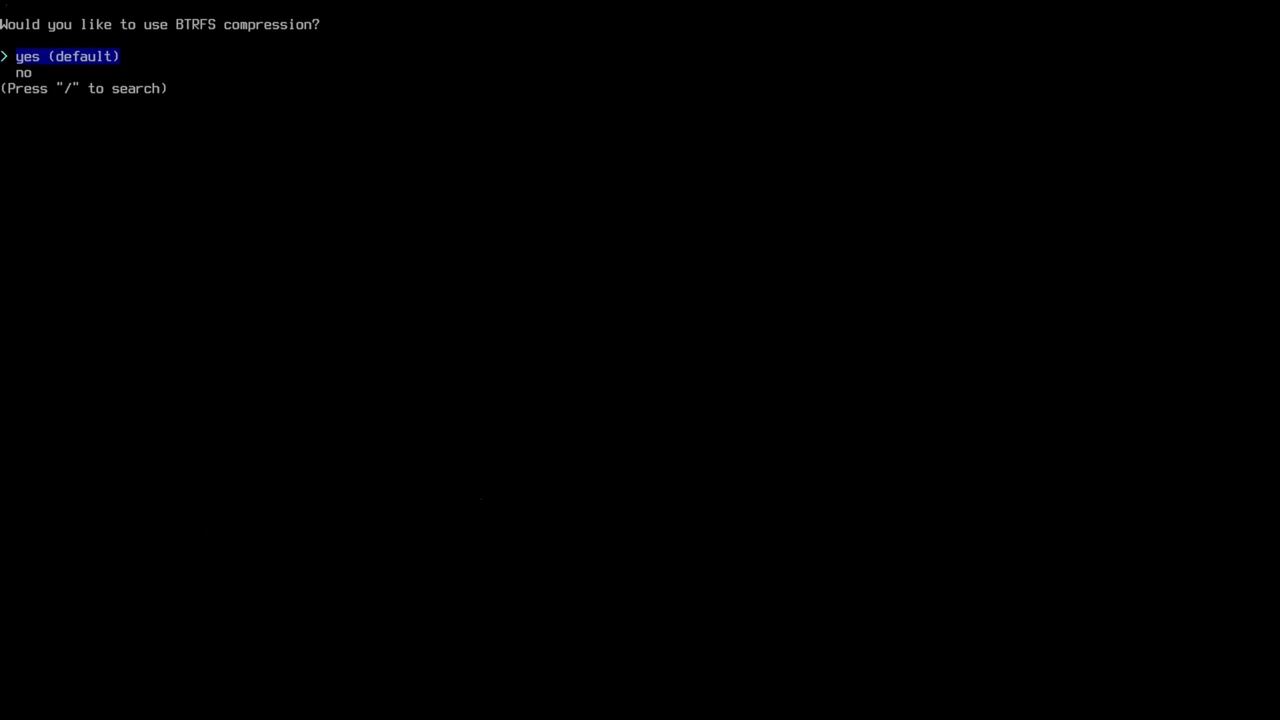 Would you like to use BTRFS compression?
> yes (default)
no
(Press "/" to search)